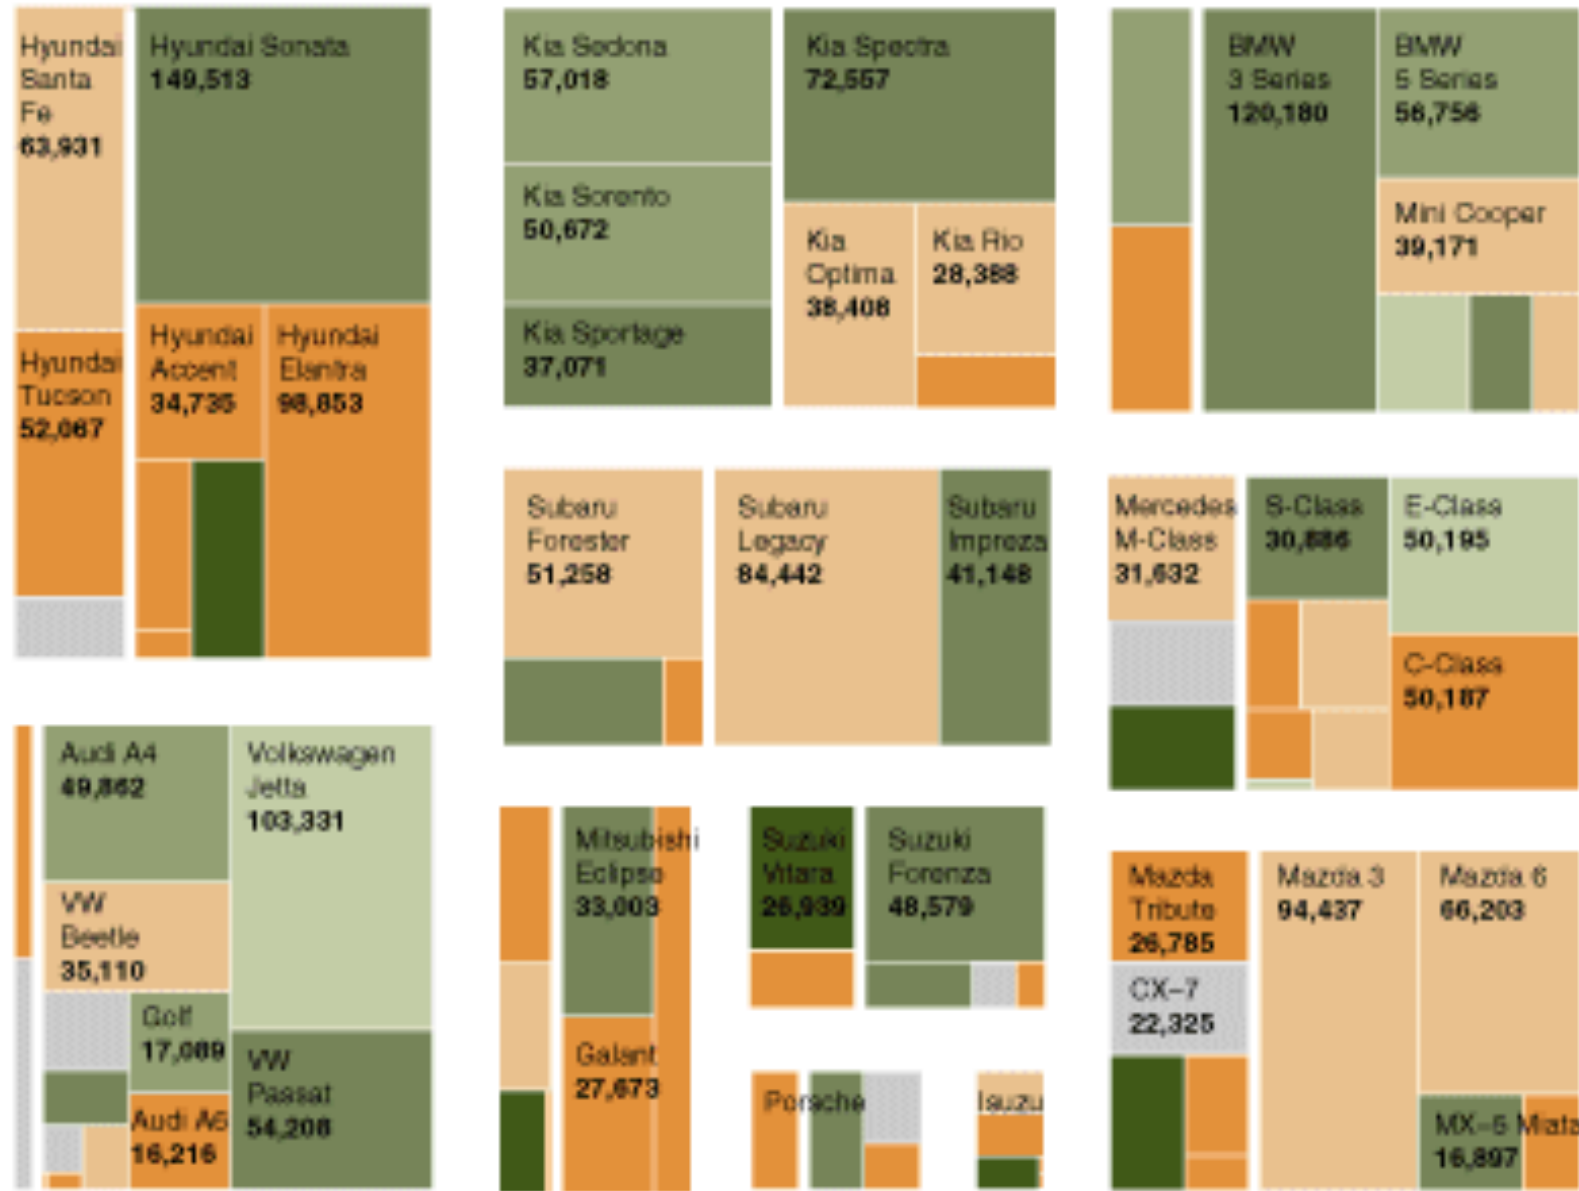 Hyundai
Santa
Fe
63,931
Hyundai Sonata
149,513
Hyundai
Tucson
52,067
Hyundai
Accent
34,735
Hyundai
Elantra
98,853
Kia Sedona
57,018
Kia Sorento
50,672
Kia Sportage
37,071
Kia Spectra
72,557
Kia
Optima
38,408
Kia Rio
28,388
BMW
3 Series
120,180
BMW
5 Series
56,756
Mini Cooper
39,171
Subaru
Forester
51,258
Subaru
Legacy
84,442
Subaru
Impreza
41,148
Mercedes
M-Class
31,632
S-Class
30,886
E-Class
50,195
C-Class
50,187
Audi A4
49,862
Volkswagen
Jetta
103,331
VW
Beetle
35,110
Golf
17,089
Audi A6
16,216
VW
Passat
54,208
Mitsubishi
Eclipse
33,003
Galant
27,673
Suzuki
Vitara
26,939
Suzuki
Forenza
48,579
Porsche
Isuzu
Mazda
Tribute
26,785
CX–7
22,325
Mazda 3
94,437
Mazda 6
66,203
MX–5 Miata
16,897